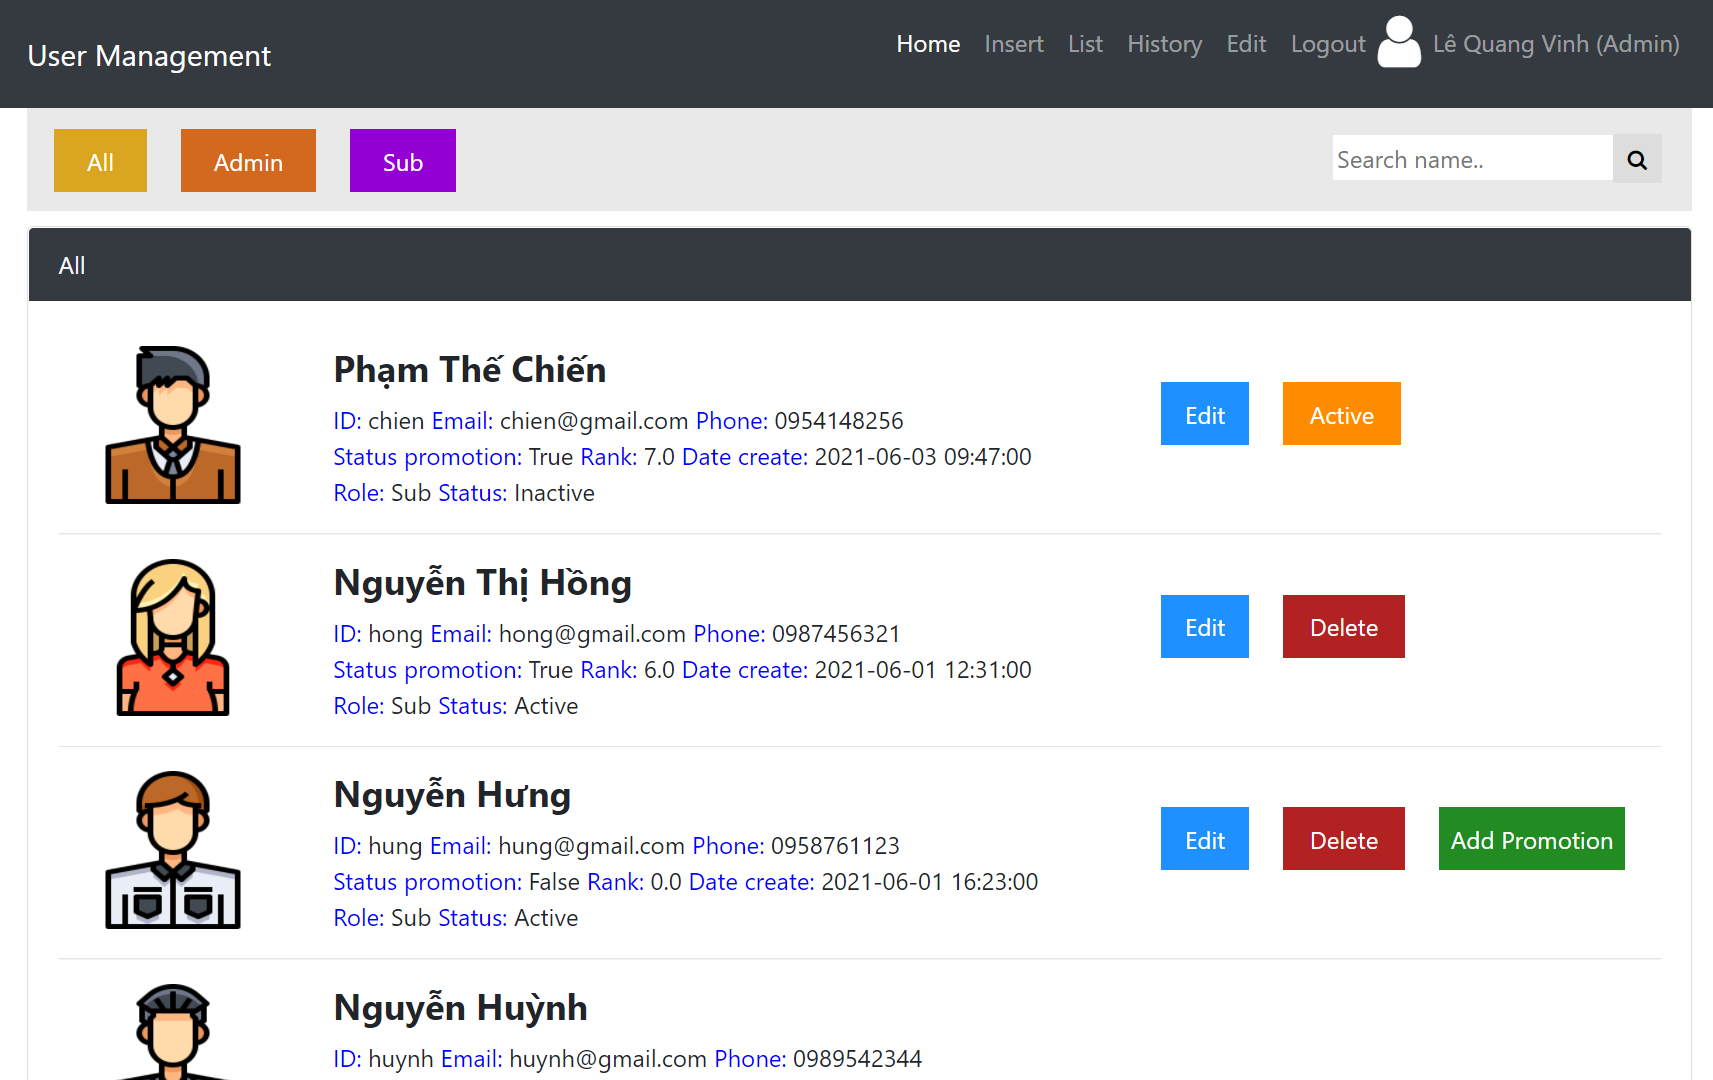 User Management
Home Insert List History Edit Logout Lê Quang Vinh (Admin)
All Admin Sub Search name..
All
Phạm Thế Chiến
ID: chien Email: chien@gmail.com Phone: 0954148256
Status promotion: True Rank: 7.0 Date create: 2021-06-03 09:47:00
Role: Sub Status: Inactive
Edit Active
Nguyễn Thị Hồng
ID: hong Email: hong@gmail.com Phone: 0987456321
Status promotion: True Rank: 6.0 Date create: 2021-06-01 12:31:00
Role: Sub Status: Active
Edit Delete
Nguyễn Hưng
ID: hung Email: hung@gmail.com Phone: 0958761123
Status promotion: False Rank: 0.0 Date create: 2021-06-01 16:23:00
Role: Sub Status: Active
Edit Delete Add Promotion
Nguyễn Huỳnh
ID: huynh Email: huynh@gmail.com Phone: 0989542344